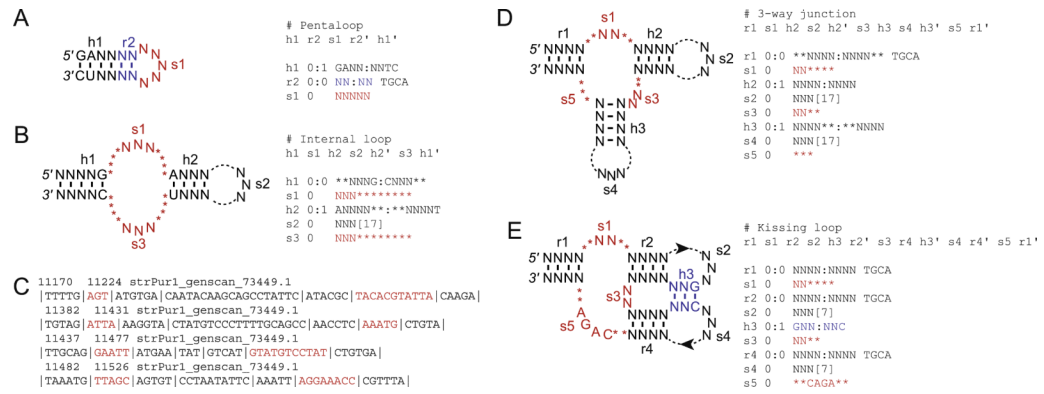 A
h1 r2
5' GANNNN
3' CUNNNN
N
N
N
N
N
s1
# Pentaloop
h1 r2 s1 r2' h1'
h1 0:1 GANN:NNTC
r2 0:0 NN:NN TGCA
s1 0 NNNNN
B
s1
h1 ***NNN*** h2
5' NNNNG ANNN
3' NNNNC UNNN
N
N
N
s2
***NNN***
s3
# Internal loop
h1 s1 h2 s2 h2' s3 h1'
h1 0:0 **NNNG:CNNN**
s1 0 NNN********
h2 0:1 ANNNN**:**NNNNT
s2 0 NNN[17]
s3 0 NNN********
C
11170 11224 strPur1_genscan_73449.1
|TTTTG|AGT|ATGTGA|CAATACAAGCAGCCTATTC|ATACGC|TACACGTATTA|CAAGA|
11382 11431 strPur1_genscan_73449.1
|TGTAG|ATTA|AAGGTA|CTATGTCCCTTTTGCAGCC|AACCTC|AAATG|CTGTA|
11437 11477 strPur1_genscan_73449.1
|TTGCAG|GAATT|ATGAA|TAT|GTCAT|GTATGTCCTAT|CTGTGA|
11482 11526 strPur1_genscan_73449.1
|TAAATG|TTAGC|AGTGT|CCTAATATTC|AAATT|AGGAAACC|CGTTTA|
D
s1
r1 **NN** h2
5' NNNN NNNN
3' NNNN NNNN
N
N
N
s2
s5 *** **NN s3
N N
N N
N N
N N
h3
NNN
s4
# 3-way junction
r1 s1 h2 s2 h2' s3 h3 s4 h3' s5 r1'
r1 0:0 **NNNN:NNNN** TGCA
s1 0 NN****
h2 0:1 NNNN:NNNN
s2 0 NNN[17]
s3 0 NN**
h3 0:1 NNNN**:**NNNN
s4 0 NNN[17]
s5 0 ***
E
s1
r1 **NN** r2
5' NNNN NNNN
3' NNNN NNNN
N
N
N
s2
h3
NNG
NNC
s3 N
N
s5 **AGAC** NNNN
NNNN
r4
N
N
N
s4
# Kissing loop
r1 s1 r2 s2 h3 r2' s3 r4 h3' s4 r4' s5 r1'
r1 0:0 NNNN:NNNN TGCA
s1 0 NN****
r2 0:0 NNNN:NNNN TGCA
s2 0 NNN[7]
h3 0:1 GNN:NNC
s3 0 NN**
r4 0:0 NNNN:NNNN TGCA
s4 0 NNN[7]
s5 0 **CAGA**